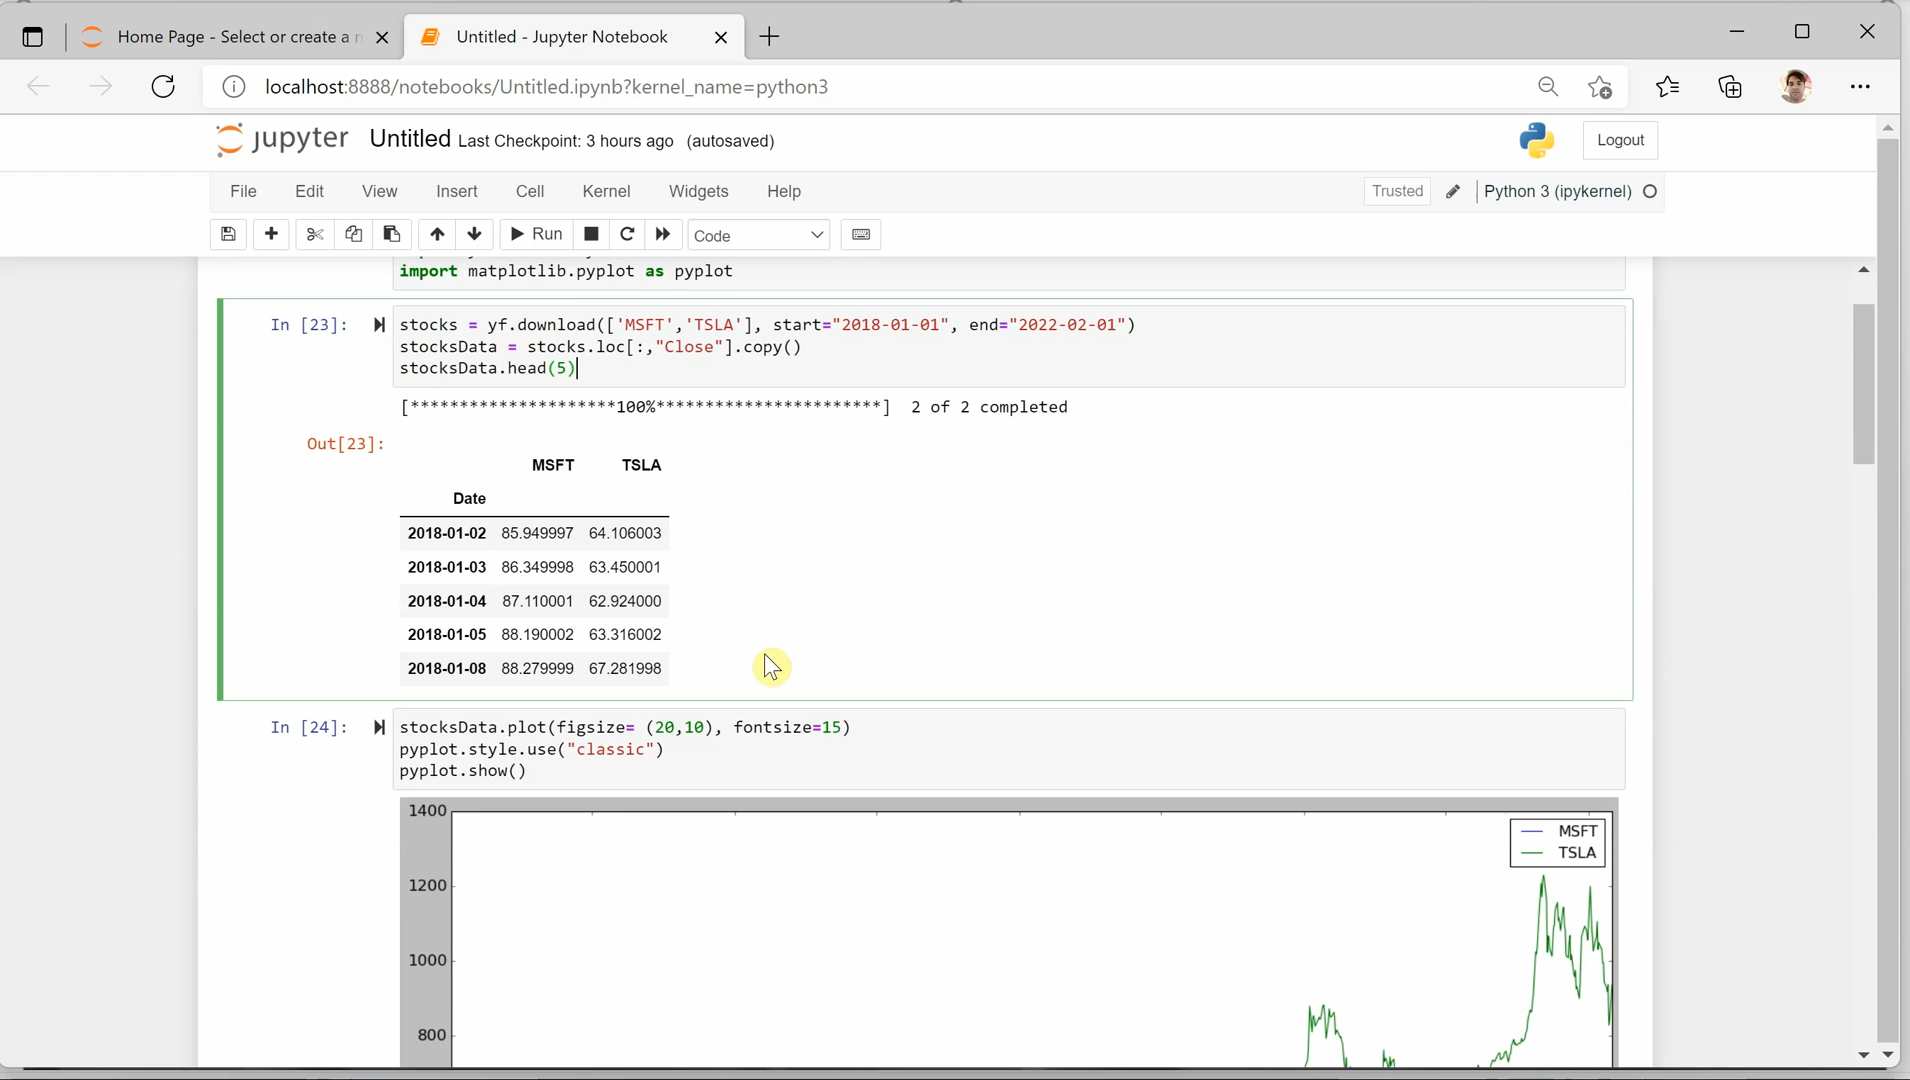 Home Page - Select or create a n
Untitled - Jupyter Notebook
localhost:8888/notebooks/Untitled.ipynb?kernel_name=python3
jupyter Untitled Last Checkpoint: 3 hours ago (autosaved)
Logout
File Edit View Insert Cell Kernel Widgets Help
Trusted Python 3 (ipykernel)
Run Code
import matplotlib.pyplot as pyplot
In [23]: stocks = yf.download(['MSFT','TSLA'], start="2018-01-01", end="2022-02-01")
stocksData = stocks.loc[:,"Close"].copy()
stocksData.head(5)
[*********************100%***********************] 2 of 2 completed
Out[23]:
MSFT TSLA
Date
2018-01-02 85.949997 64.106003
2018-01-03 86.349998 63.450001
2018-01-04 87.110001 62.924000
2018-01-05 88.190002 63.316002
2018-01-08 88.279999 67.281998
In [24]: stocksData.plot(figsize= (20,10), fontsize=15)
pyplot.style.use("classic")
pyplot.show()
1400
MSFT
TSLA
1200
1000
800